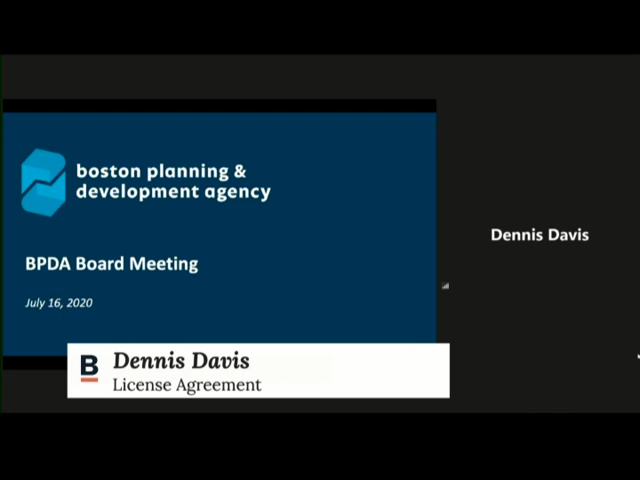 boston planning &
development agency
BPDA Board Meeting
July 16, 2020
Dennis Davis
B
Dennis Davis
License Agreement